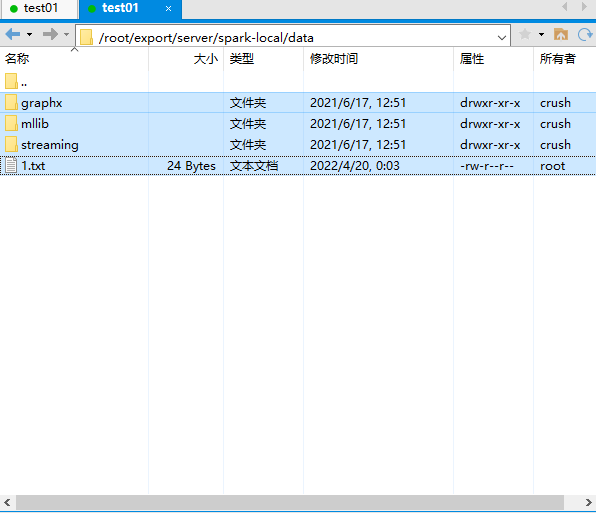 test01 test01
/root/export/server/spark-local/data
名称 大小 类型 修改时间 属性 所有者
..
graphx 文件夹 2021/6/17, 12:51 drwxr-xr-x crush
mllib 文件夹 2021/6/17, 12:51 drwxr-xr-x crush
streaming 文件夹 2021/6/17, 12:51 drwxr-xr-x crush
1.txt 24 Bytes 文本文档 2022/4/20, 0:03 -rw-r--r-- root